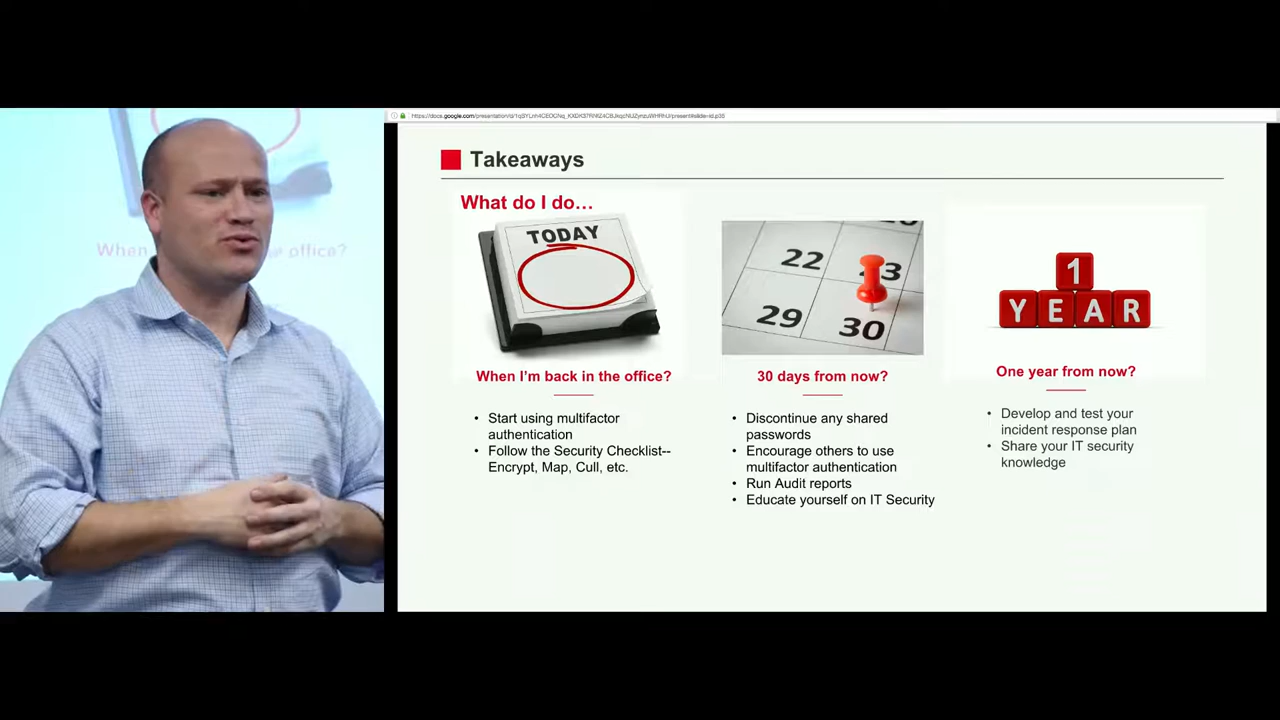 Takeaways
What do I do…
TODAY
22
29
30
1
YEAR
When I'm back in the office?
30 days from now?
One year from now?
• Start using multifactor
authentication
• Follow the Security Checklist--
Encrypt, Map, Cull, etc.
• Discontinue any shared
passwords
• Encourage others to use
multifactor authentication
• Run Audit reports
• Educate yourself on IT Security
• Develop and test your
incident response plan
• Share your IT security
knowledge
When
the office?